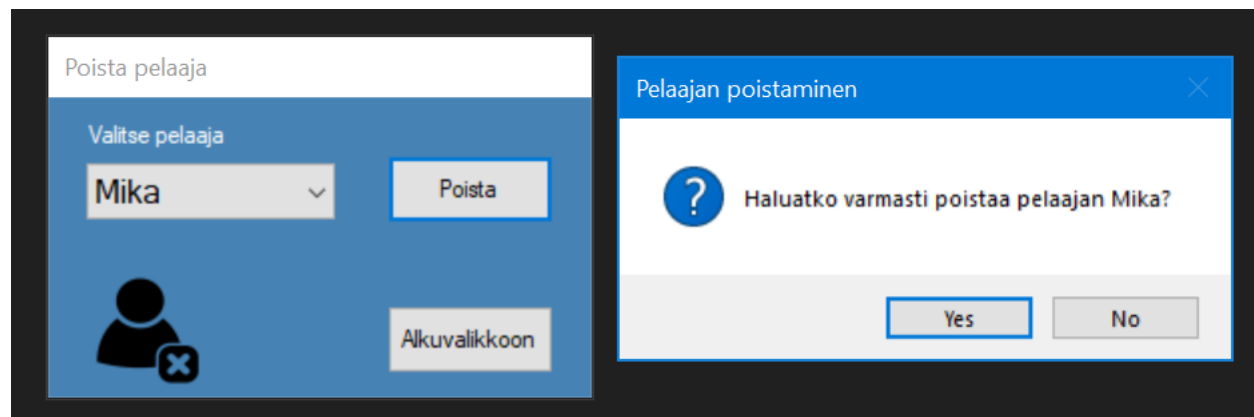 Poista pelaaja
Valitse pelaaja
Mika
Poista
Alkuvalikkoon
Pelaajan poistaminen
Haluatko varmasti poistaa pelaajan Mika?
Yes
No